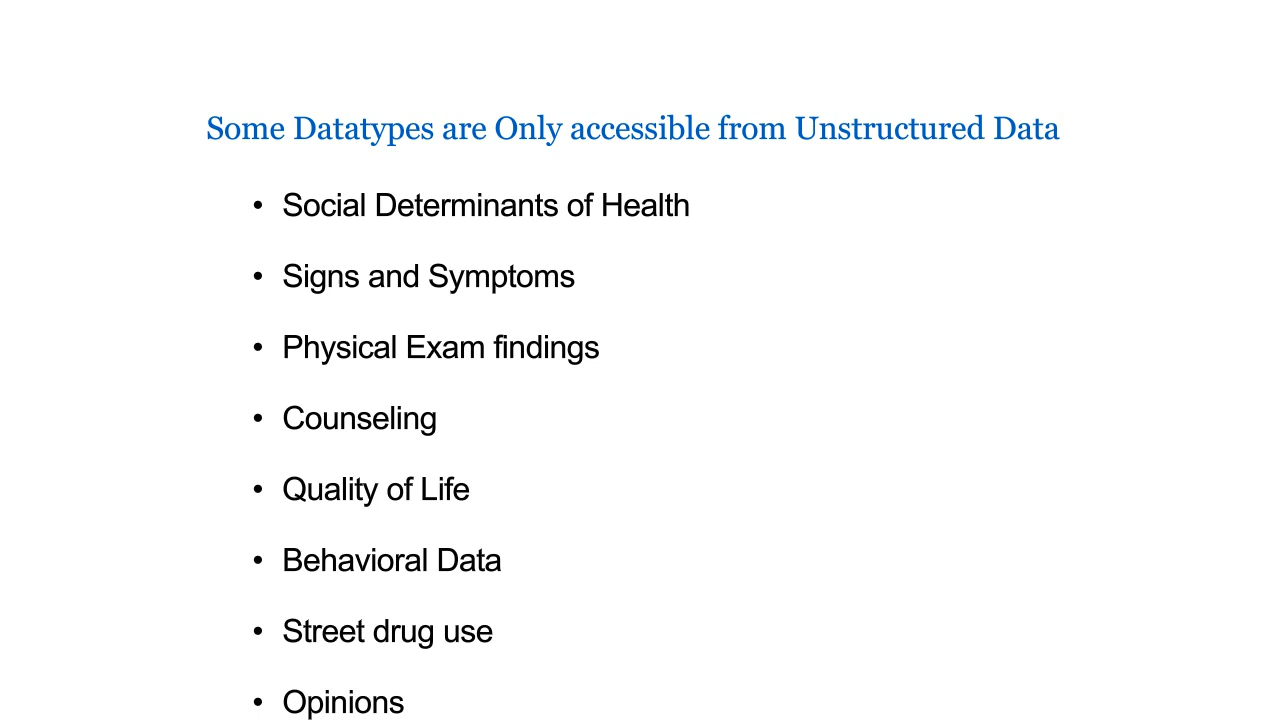 Some Datatypes are Only accessible from Unstructured Data
• Social Determinants of Health
• Signs and Symptoms
• Physical Exam findings
• Counseling
• Quality of Life
• Behavioral Data
• Street drug use
• Opinions